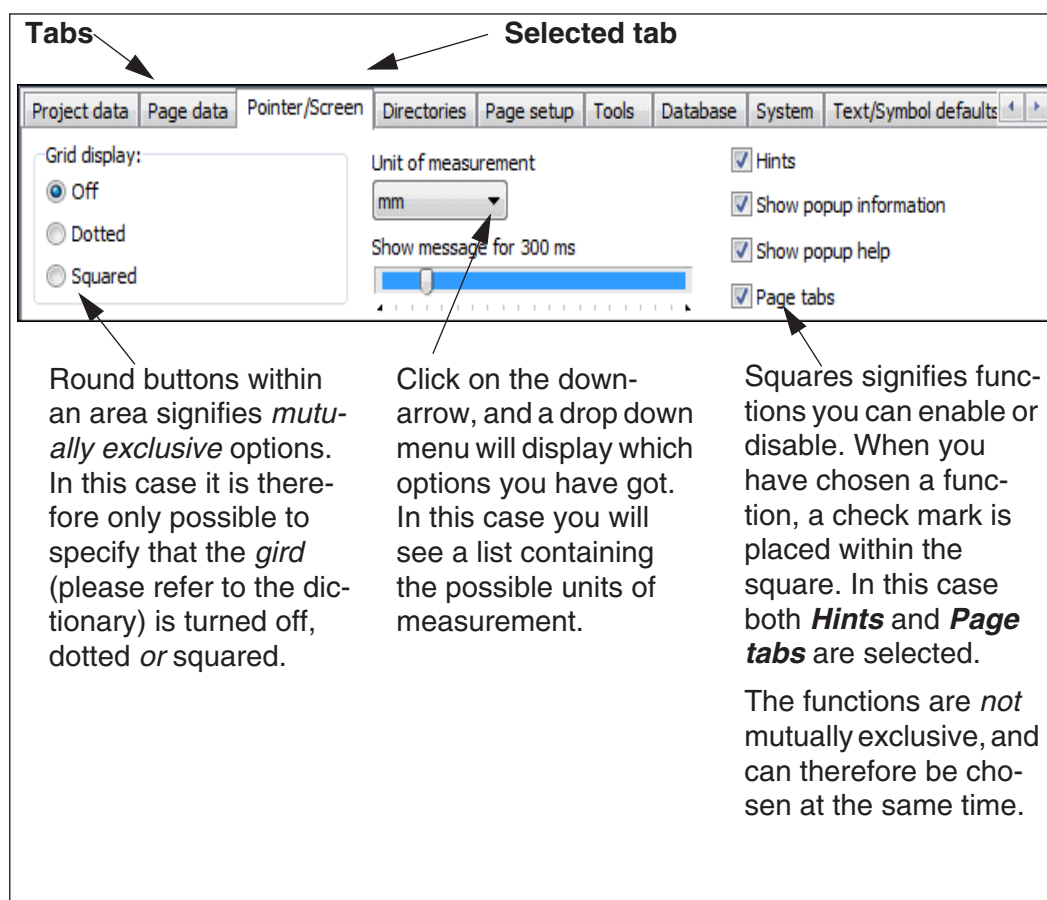 Tabs
Selected tab
Project data Page data Pointer/Screen Directories Page setup Tools Database System Text/Symbol defaults
Grid display:
Off
Dotted
Squared
Unit of measurement
mm
Show message for 300 ms
Hints
Show popup information
Show popup help
Page tabs
Round buttons within
an area signifies mutu-
ally exclusive options.
In this case it is there-
fore only possible to
specify that the gird
(please refer to the dic-
tionary) is turned off,
dotted or squared.
Click on the down-
arrow, and a drop down
menu will display which
options you have got.
In this case you will
see a list containing
the possible units of
measurement.
Squares signifies func-
tions you can enable or
disable. When you
have chosen a func-
tion, a check mark is
placed within the
square. In this case
both Hints and Page
tabs are selected.
The functions are not
mutually exclusive, and
can therefore be cho-
sen at the same time.